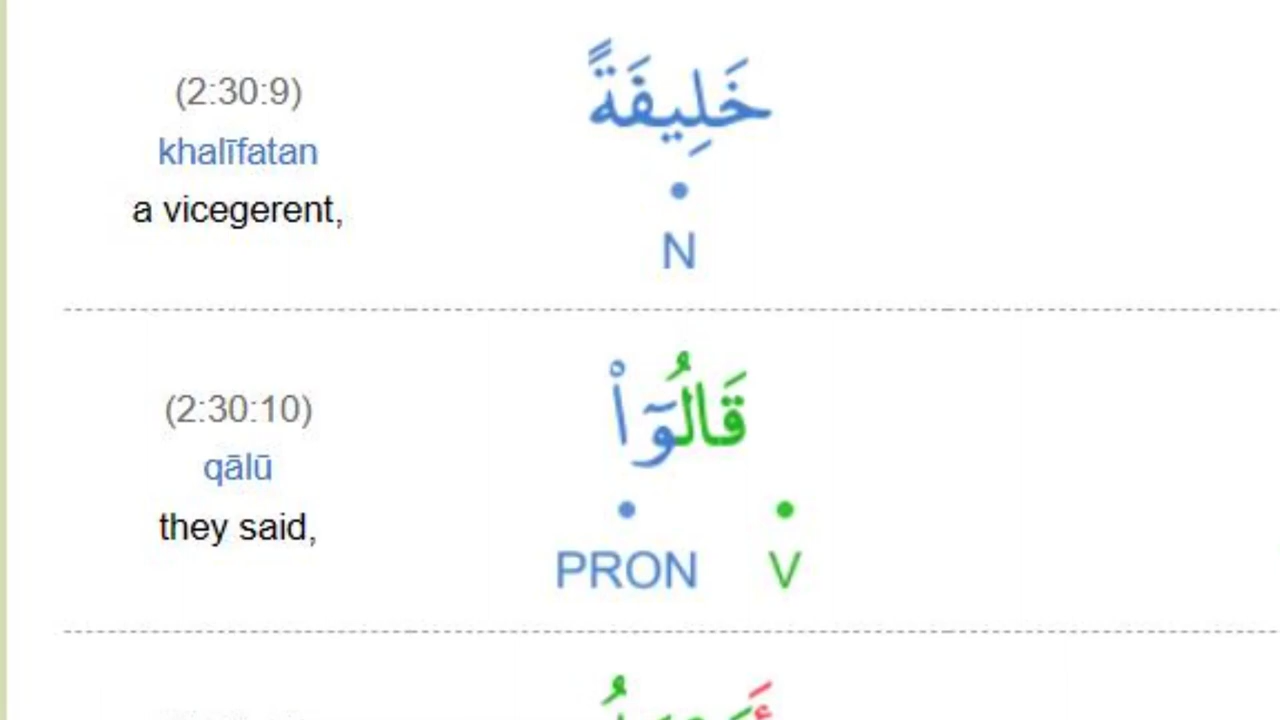 (2:30:9)
khalīfatan
a vicegerent,
خَلِيفَةً
N
(2:30:10)
qālū
they said,
قَالُوٓا۟
PRON V